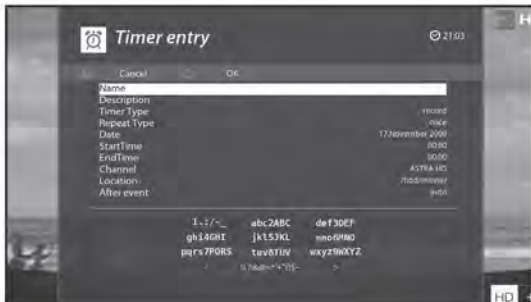 Timer entry
21:03
Cancel OK
Name
Description
Timer Type record
Repeat Type once
Date 17.November 2009
StartTime 00:00
EndTime 00:00
Channel ASTRA HD
Location /hdd/movie/
After event auto
1.:/-_ abc2ABC def3DEF
ghi4GHI jkl5JKL mno6MNO
pqrs7PQRS tuv8TUV wxyz9WXYZ
HD